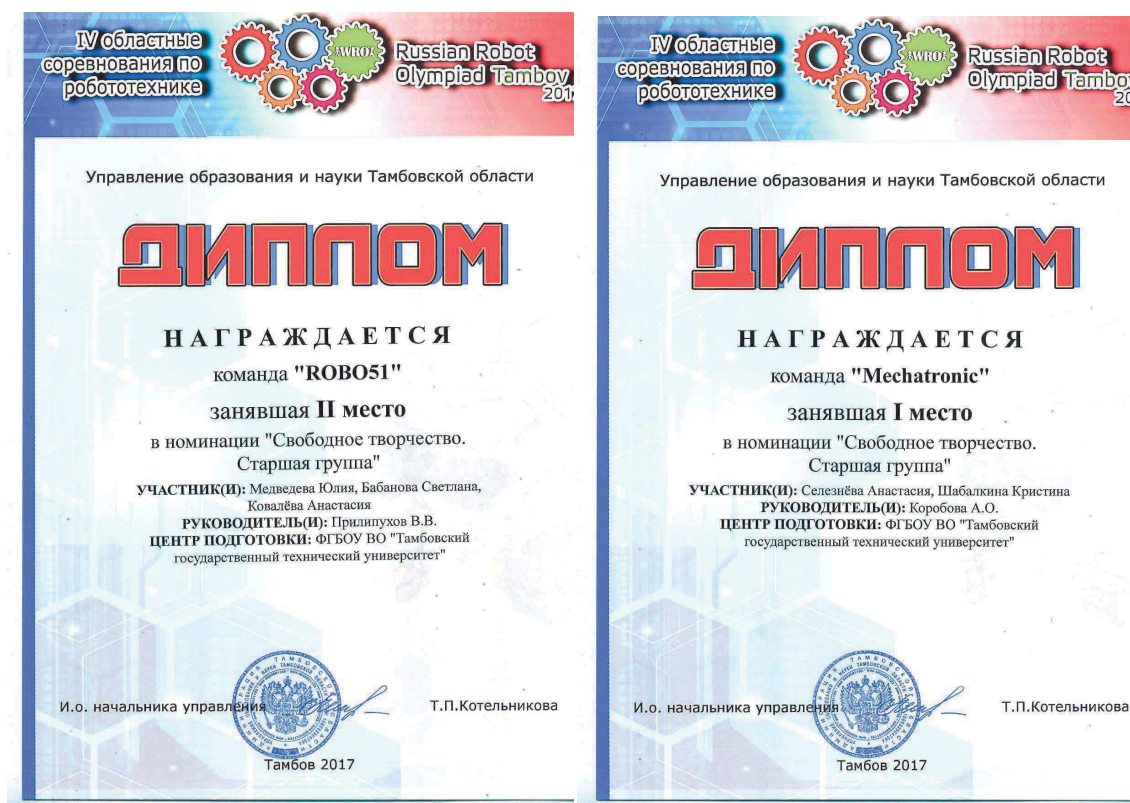 IV областные
соревнования по
робототехнике
WRO
Russian Robot
Olympiad Tambov
Управление образования и науки Тамбовской области
ДИПЛОМ
НАГРАЖДАЕТСЯ
команда "ROBO51"
занявшая II место
в номинации "Свободное творчество.
Старшая группа"
УЧАСТНИК(И): Медведева Юлия, Бабанова Светлана,
Ковалёва Анастасия
РУКОВОДИТЕЛЬ(И): Прилипухов В.В.
ЦЕНТР ПОДГОТОВКИ: ФГБОУ ВО "Тамбовский
государственный технический университет"
И.о. начальника управления
Т.П.Котельникова
Тамбов 2017
IV областные
соревнования по
робототехнике
WRO
Russian Robot
Olympiad Tambov
Управление образования и науки Тамбовской области
ДИПЛОМ
НАГРАЖДАЕТСЯ
команда "Mechatronic"
занявшая I место
в номинации "Свободное творчество.
Старшая группа"
УЧАСТНИК(И): Селезнёва Анастасия, Шабалкина Кристина
РУКОВОДИТЕЛЬ(И): Коробова А.О.
ЦЕНТР ПОДГОТОВКИ: ФГБОУ ВО "Тамбовский
государственный технический университет"
И.о. начальника управления
Т.П.Котельникова
Тамбов 2017